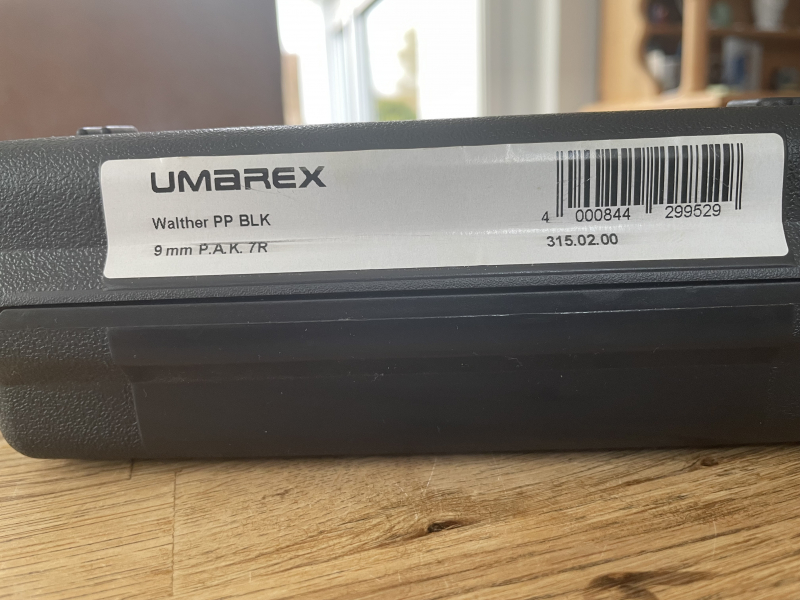 UMAREX
Walther PP BLK
9 mm P.A.K. 7R
4 000844 299529
315.02.00